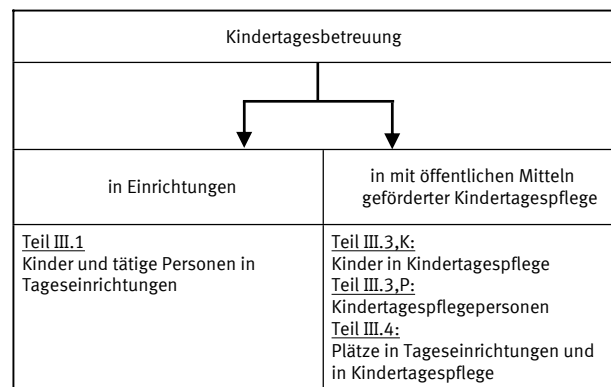 Kindertagesbetreuung
in Einrichtungen
in mit öffentlichen Mitteln
geförderter Kindertagespflege
Teil III.1
Kinder und tätige Personen in
Tageseinrichtungen
Teil III.3,K:
Kinder in Kindertagespflege
Teil III.3,P:
Kindertagespflegepersonen
Teil III.4:
Plätze in Tageseinrichtungen und
in Kindertagespflege